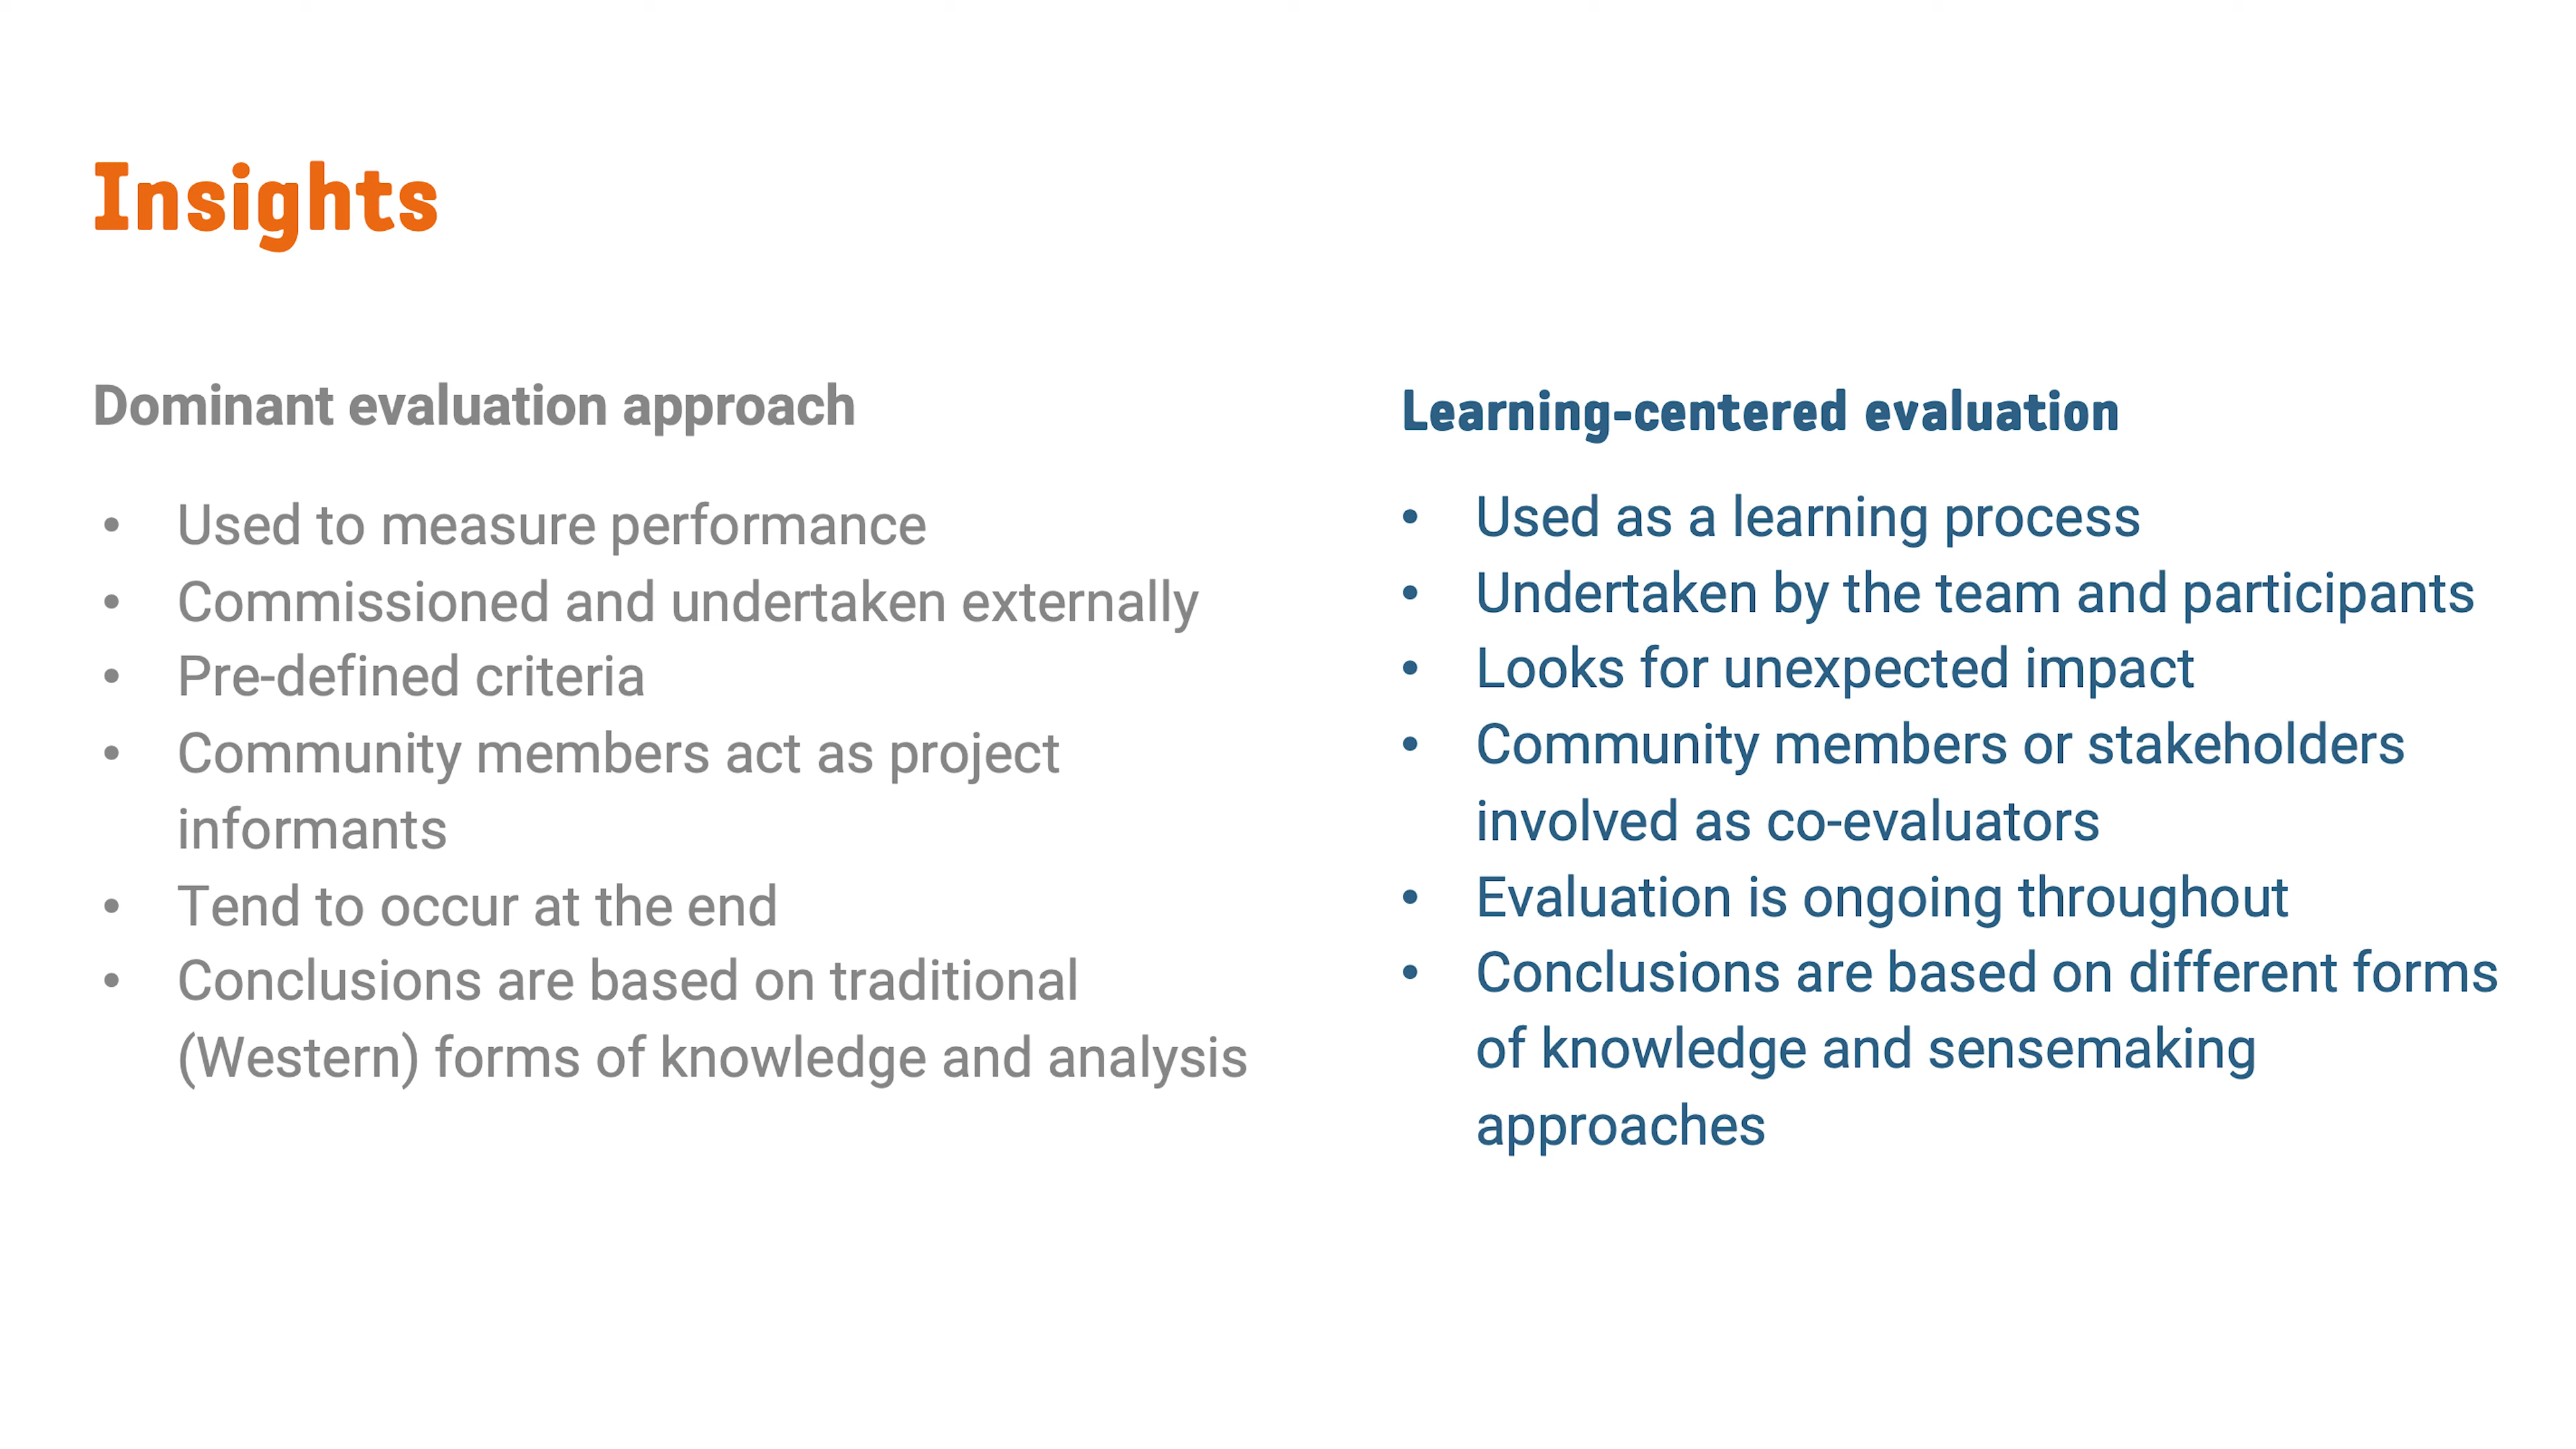 Insights
Dominant evaluation approach
• Used to measure performance
• Commissioned and undertaken externally
• Pre-defined criteria
• Community members act as project
informants
• Tend to occur at the end
• Conclusions are based on traditional
(Western) forms of knowledge and analysis
Learning-centered evaluation
• Used as a learning process
• Undertaken by the team and participants
• Looks for unexpected impact
• Community members or stakeholders
involved as co-evaluators
• Evaluation is ongoing throughout
• Conclusions are based on different forms
of knowledge and sensemaking
approaches